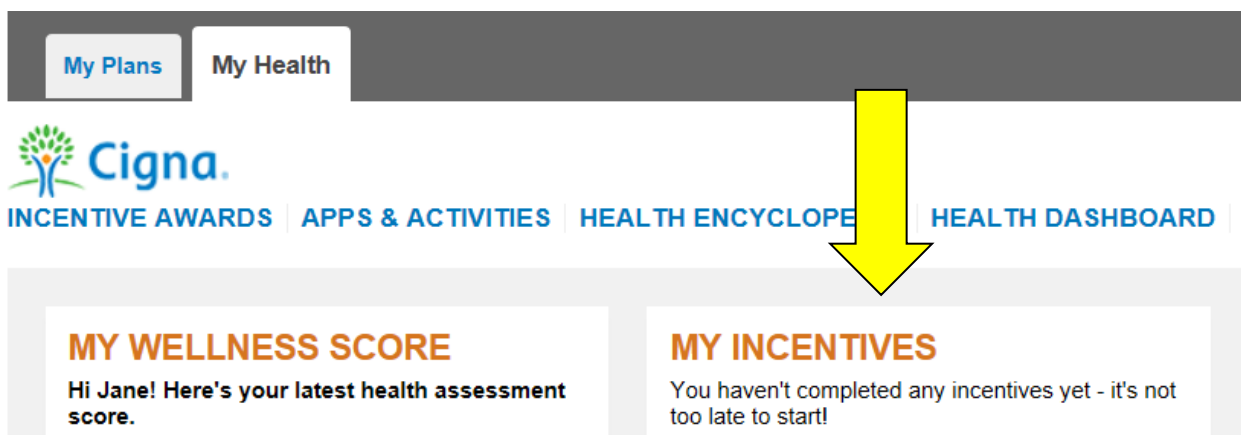 My Plans My Health
Cigna.
INCENTIVE AWARDS APPS & ACTIVITIES HEALTH ENCYCLOPE HEALTH DASHBOARD
MY WELLNESS SCORE
Hi Jane! Here's your latest health assessment
score.
MY INCENTIVES
You haven't completed any incentives yet - it's not
too late to start!